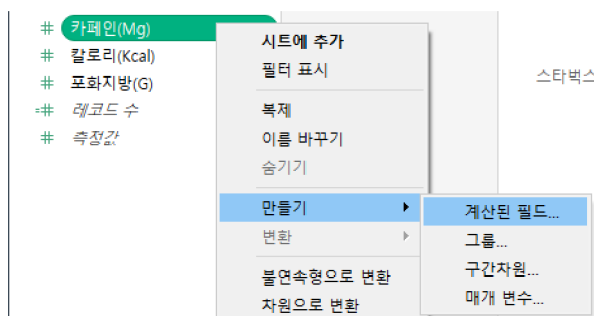 카페인(Mg)
칼로리(Kcal)
포화지방(G)
레코드 수
측정값
시트에 추가
필터 표시
복제
이름 바꾸기
숨기기
만들기
변환
불연속형으로 변환
차원으로 변환
계산된 필드...
그룹...
구간차원...
매개 변수...
스타벅스